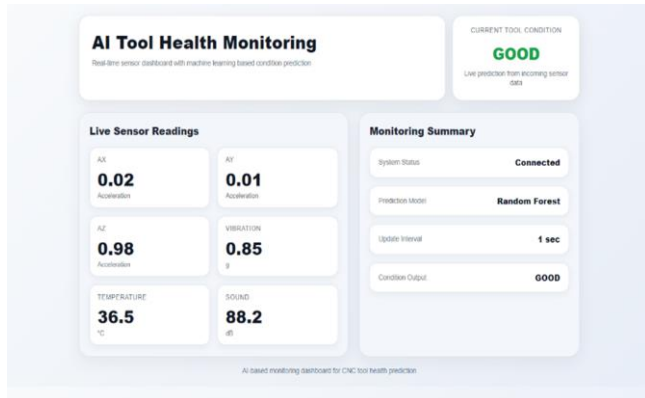 AI Tool Health Monitoring
Real-time sensor dashboard with machine learning based condition prediction
CURRENT TOOL CONDITION
GOOD
Live prediction from incoming sensor
data
Live Sensor Readings
AX
0.02
Acceleration
AY
0.01
Acceleration
AZ
0.98
Acceleration
VIBRATION
0.85
g
TEMPERATURE
36.5
°C
SOUND
88.2
dB
Monitoring Summary
System Status
Connected
Prediction Model
Random Forest
Update Interval
1 sec
Condition Output
GOOD
AI-based monitoring dashboard for CNC tool health prediction